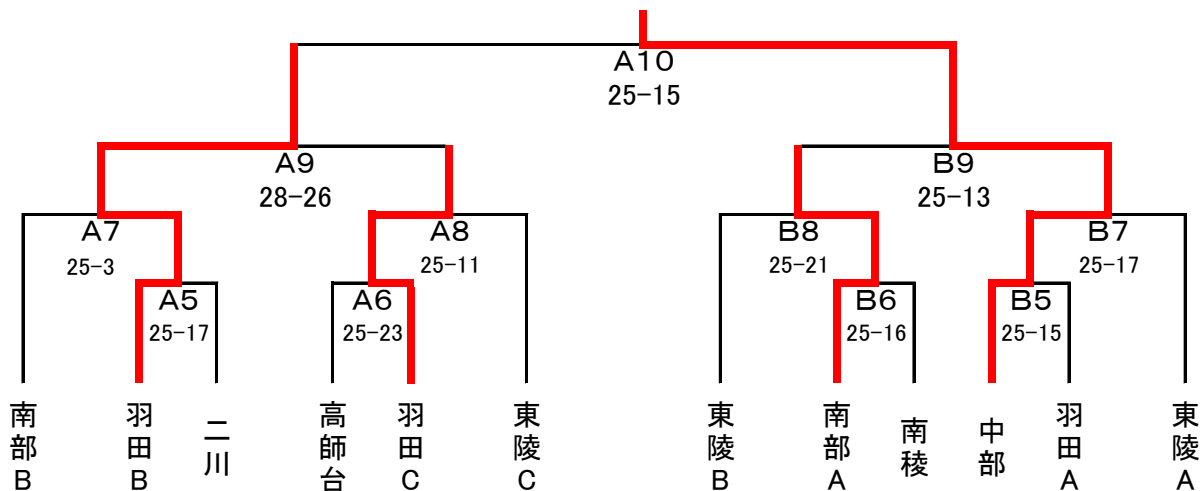 A10
25-15
A9
28-26
B9
25-13
A7
25-3
A8
25-11
B8
25-21
B7
25-17
A5
25-17
A6
25-23
B6
25-16
B5
25-15
南部B
羽田B
二川
高師台
羽田C
東陵C
東陵B
南部A
南稜
中部
羽田A
東陵A